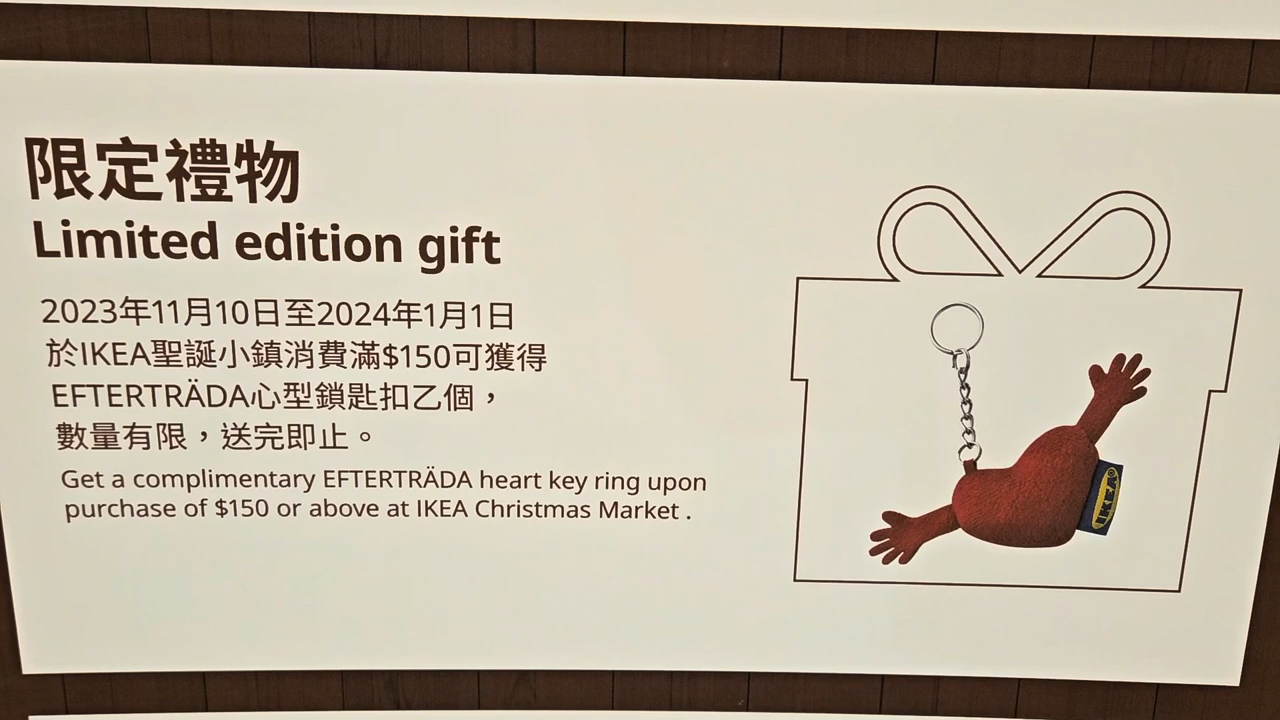 限定禮物
Limited edition gift
2023年11月10日至2024年1月1日
於IKEA聖誕小鎮消費滿$150可獲得
EFTERTRÄDA心型鎖匙扣乙個，
數量有限，送完即止。
Get a complimentary EFTERTRÄDA heart key ring upon
purchase of $150 or above at IKEA Christmas Market .
IKEA